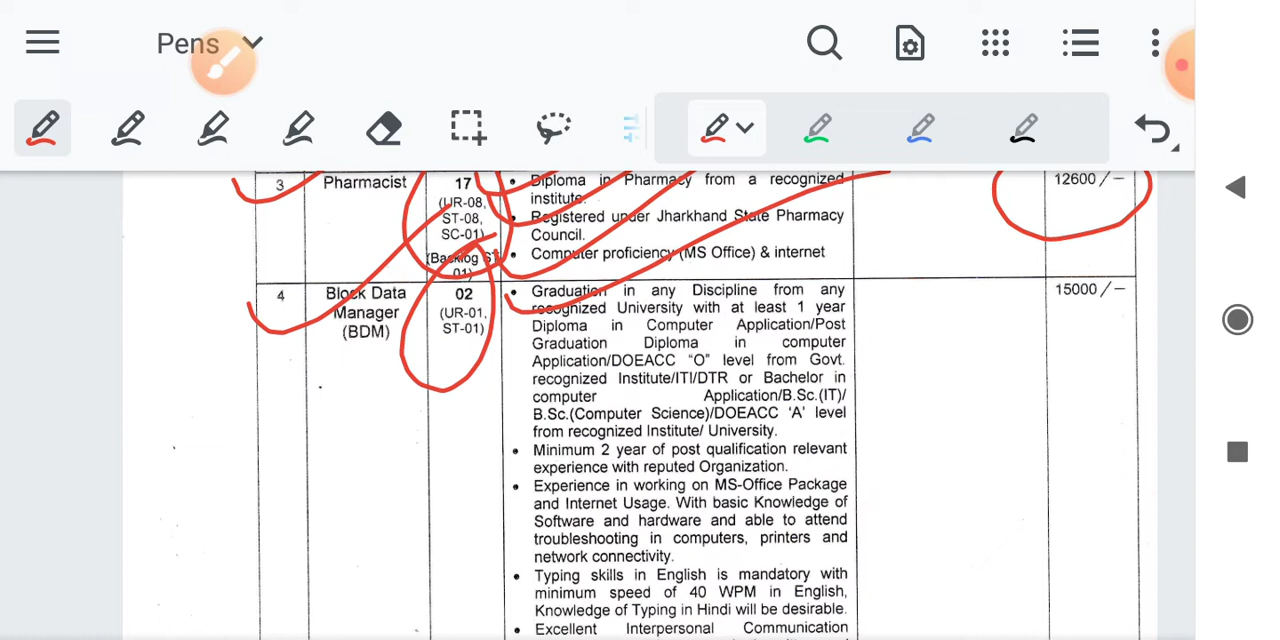 Pens
3 Pharmacist 17 • Diploma in Pharmacy from a recognized 12600/–
(UR-08, institute.
ST-08, • Registered under Jharkhand State Pharmacy
SC-01) Council.
(Backlog ST • Computer proficiency (MS Office) & internet
01)
4 Block Data 02 • Graduation in any Discipline from any 15000/–
Manager (UR-01, recognized University with at least 1 year
(BDM) ST-01) Diploma in Computer Application/Post
Graduation Diploma in computer
Application/DOEACC "O" level from Govt.
recognized Institute/ITI/DTR or Bachelor in
computer Application/B.Sc.(IT)/
B.Sc.(Computer Science)/DOEACC 'A' level
from recognized Institute/ University.
• Minimum 2 year of post qualification relevant
experience with reputed Organization.
• Experience in working on MS-Office Package
and Internet Usage. With basic Knowledge of
Software and hardware and able to attend
troubleshooting in computers, printers and
network connectivity.
• Typing skills in English is mandatory with
minimum speed of 40 WPM in English,
Knowledge of Typing in Hindi will be desirable.
• Excellent Interpersonal Communication